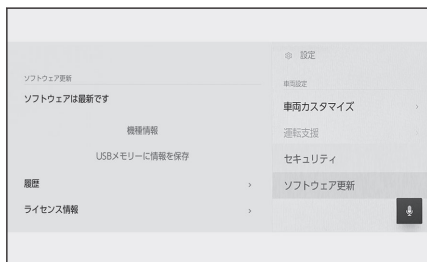 ソフトウェア更新
ソフトウェアは最新です
機種情報
USBメモリーに情報を保存
履歴
ライセンス情報
設定
車両設定
車両カスタマイズ
運転支援
セキュリティ
ソフトウェア更新